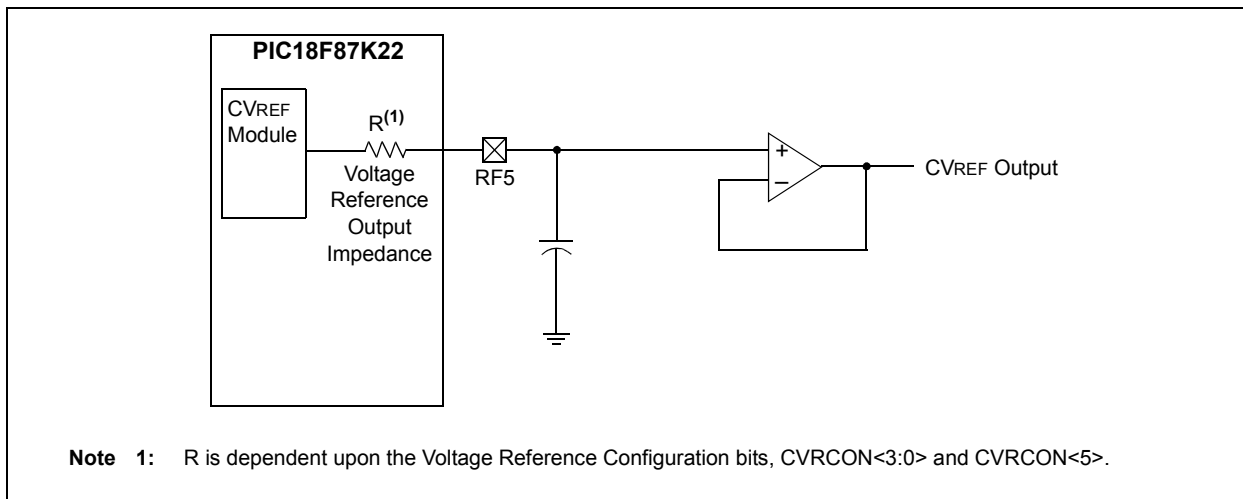 PIC18F87K22
CVREF
Module
R(1)
Voltage
Reference
Output
Impedance
RF5
+
–
CVREF Output
Note 1: R is dependent upon the Voltage Reference Configuration bits, CVRCON<3:0> and CVRCON<5>.